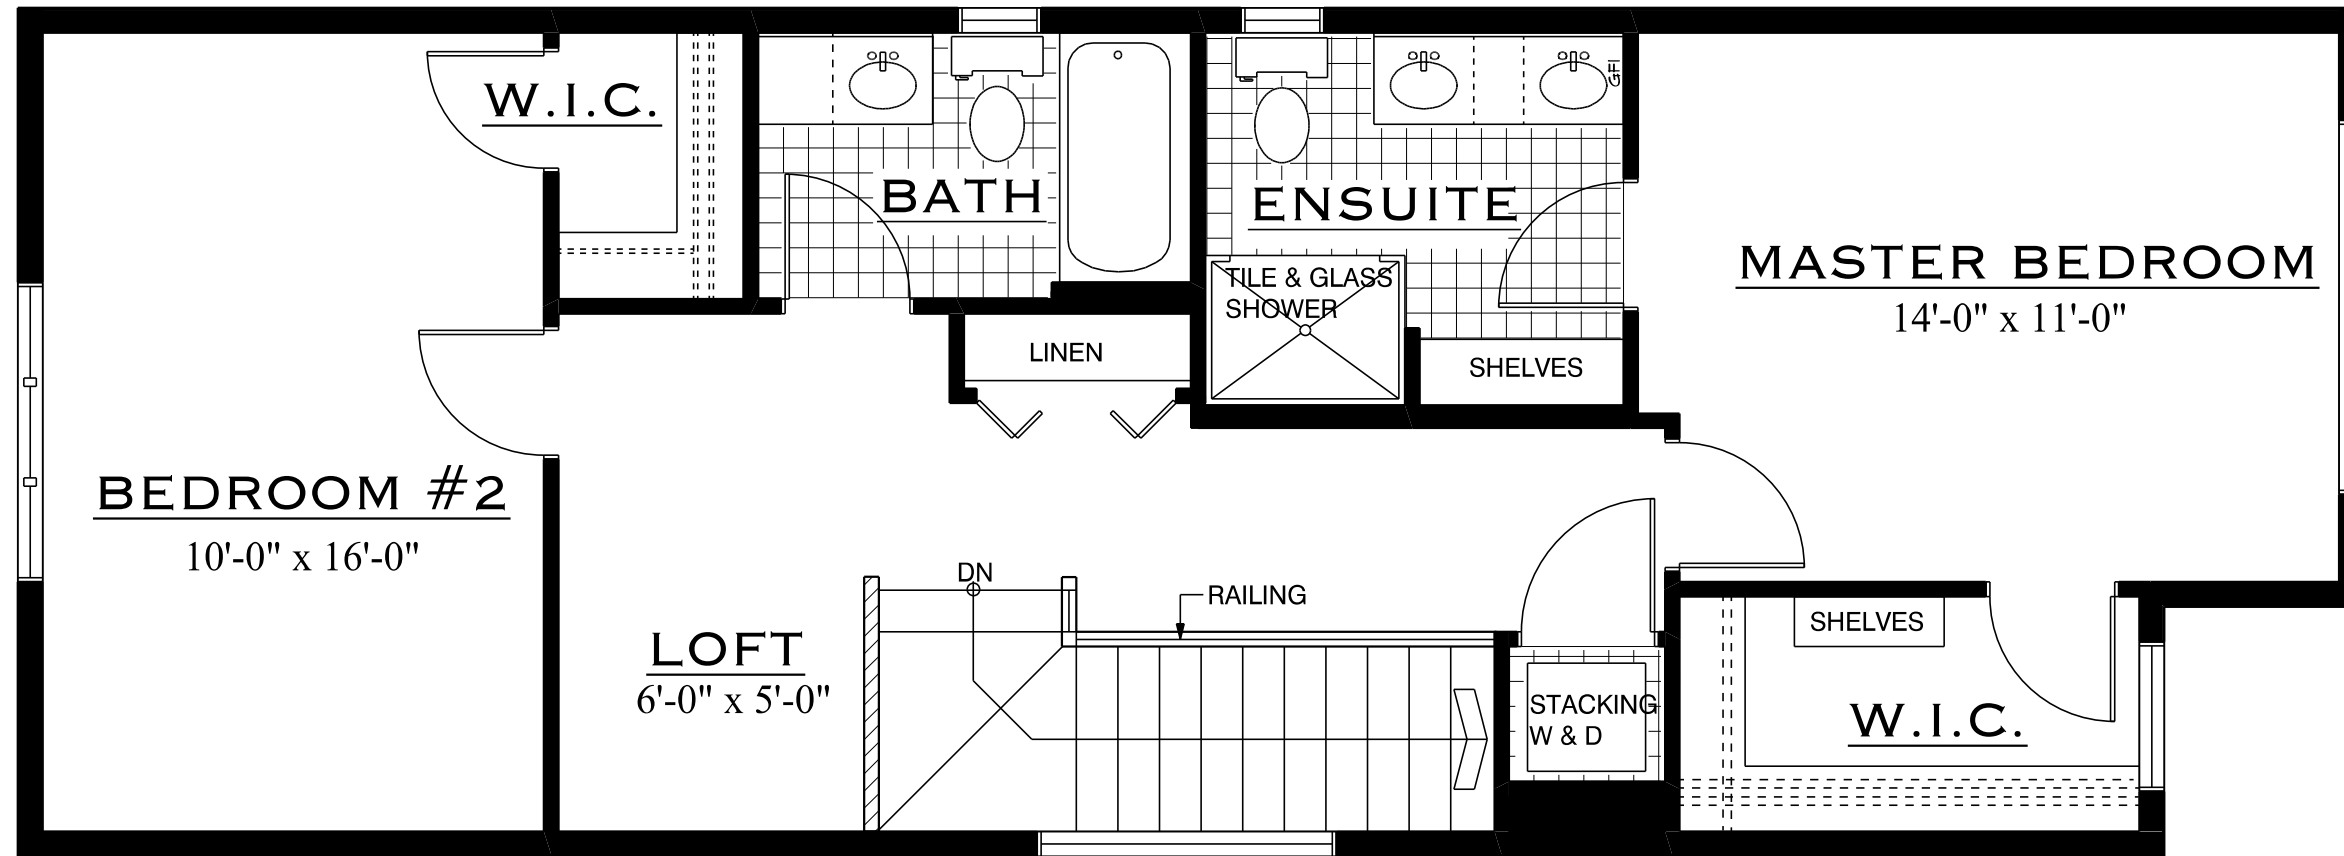 W.I.C.
BATH
GFI
ENSUITE
TILE & GLASS
SHOWER
MASTER BEDROOM
14'-0" x 11'-0"
LINEN
SHELVES
BEDROOM #2
10'-0" x 16'-0"
DN
RAILING
LOFT
6'-0" x 5'-0"
STACKING
W & D
SHELVES
W.I.C.